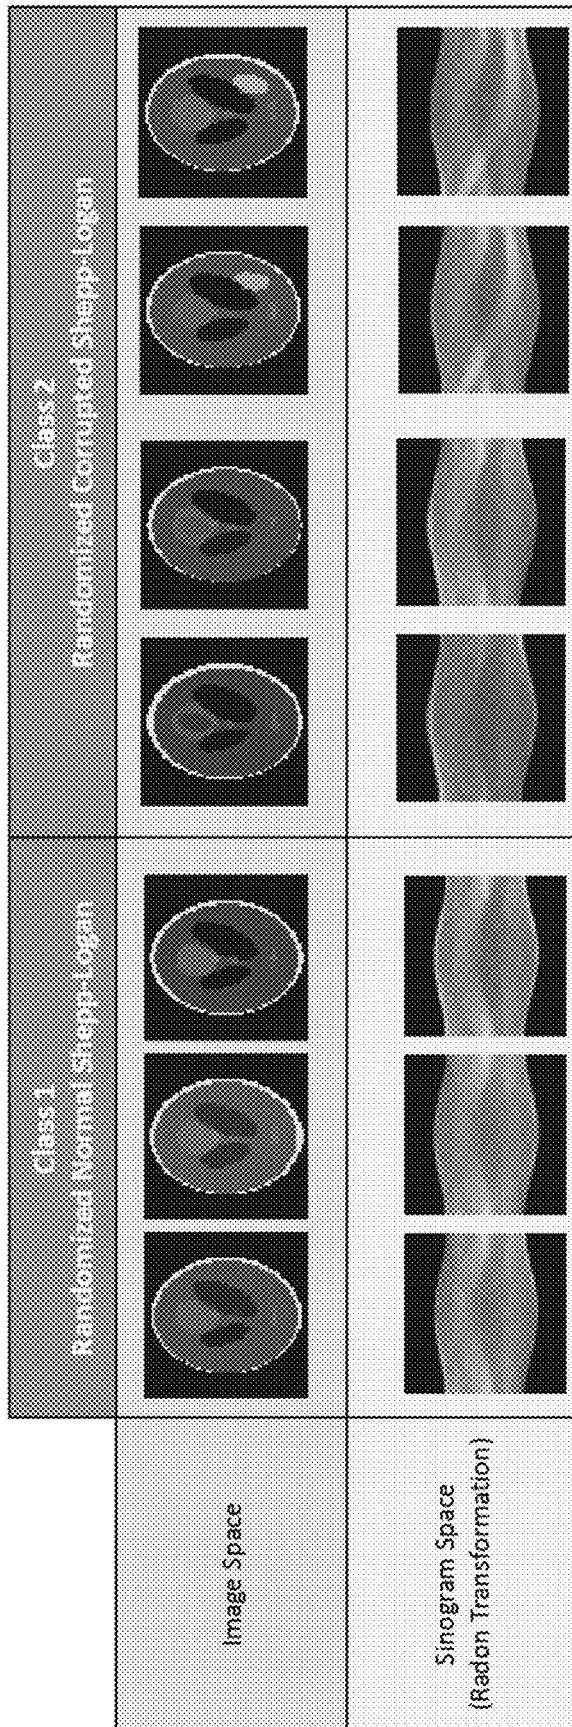 Class 1
Randomized Normal Shepp-Logan
Class 2
Randomized Corrupted Shepp-Logan
Image Space
Sinogram Space
(Radon Transformation)